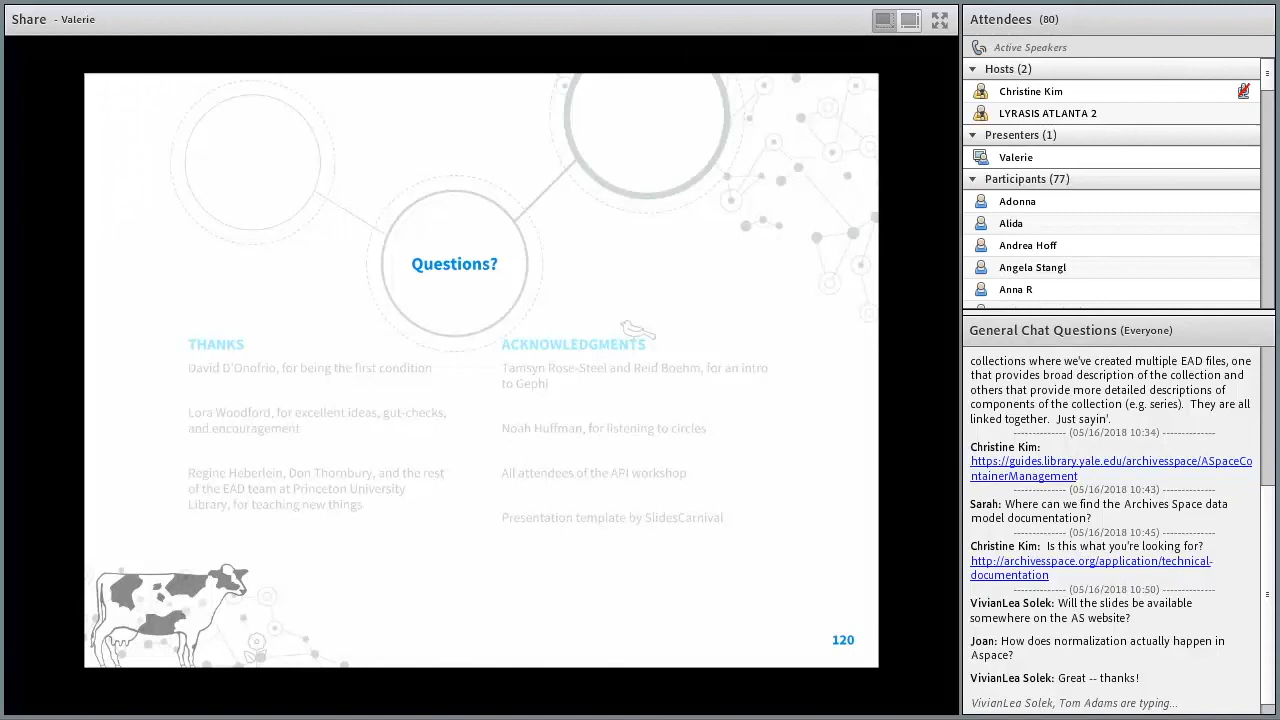 Share - Valerie
Questions?
THANKS
David D'Onofrio, for being the first condition
Lora Woodford, for excellent ideas, gut-checks,
and encouragement
Regine Heberlein, Don Thornbury, and the rest
of the EAD team at Princeton University
Library, for teaching new things
ACKNOWLEDGMENTS
Tamsyn Rose-Steel and Reid Boehm, for an intro
to Gephi
Noah Huffman, for listening to circles
All attendees of the API workshop
Presentation template by SlidesCarnival
120
Attendees (80)
Active Speakers
Hosts (2)
Christine Kim
LYRASIS ATLANTA 2
Presenters (1)
Valerie
Participants (77)
Adonna
Alida
Andrea Hoff
Angela Stangl
Anna R
General Chat Questions (Everyone)
collections where we've created multiple EAD files, one
that provides broad description of the collection and
others that provide more detailed descriptions of
components of the collection (e.g. series). They are all
linked together. Just sayin'.
------------- (05/16/2018 10:34) -------------
Christine Kim:
https://guides.library.yale.edu/archivesspace/ASpaceCo
ntainerManagement
------------- (05/16/2018 10:43) -------------
Sarah: Where can we find the Archives Space data
model documentation?
------------- (05/16/2018 10:45) -------------
Christine Kim: Is this what you're looking for?
http://archivesspace.org/application/technical-
documentation
------------- (05/16/2018 10:50) -------------
VivianLea Solek: Will the slides be available
somewhere on the AS website?
Joan: How does normalization actually happen in
Aspace?
VivianLea Solek: Great -- thanks!
VivianLea Solek, Tom Adams are typing...